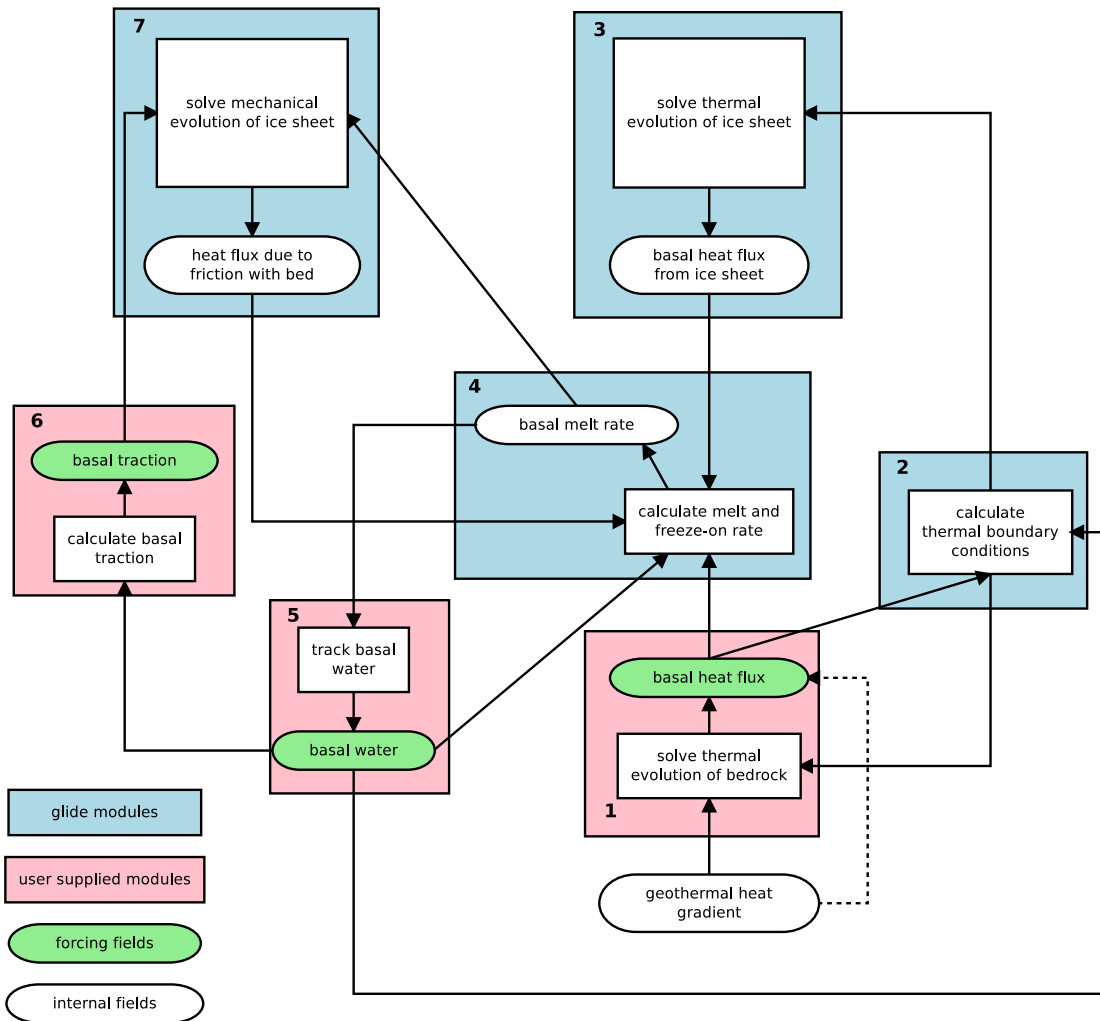 7
solve mechanical
evolution of ice sheet
heat flux due to
friction with bed
3
solve thermal
evolution of ice sheet
basal heat flux
from ice sheet
4
basal melt rate
calculate melt and
freeze-on rate
6
basal traction
calculate basal
traction
2
calculate
thermal boundary
conditions
5
track basal
water
basal water
basal heat flux
solve thermal
evolution of bedrock
1
geothermal heat
gradient
glide modules
user supplied modules
forcing fields
internal fields